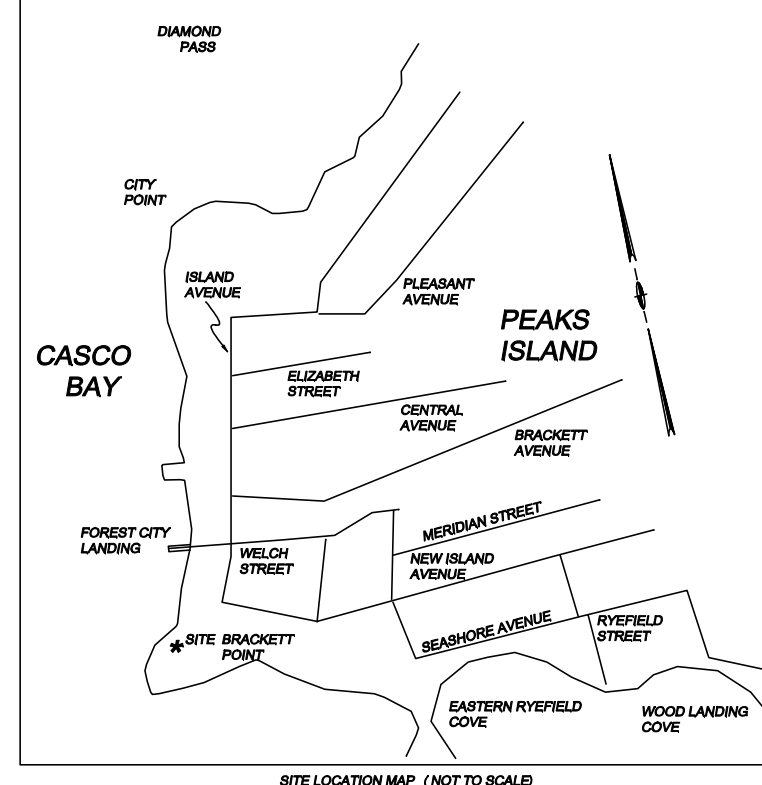 DIAMOND
PASS
CITY
POINT
ISLAND
AVENUE
PLEASANT
AVENUE
PEAKS
ISLAND
CASCO
BAY
ELIZABETH
STREET
CENTRAL
AVENUE
BRACKETT
AVENUE
MERIDIAN STREET
FOREST CITY
LANDING
WELCH
STREET
NEW ISLAND
AVENUE
SEASHORE AVENUE
RYEFIELD
STREET
* SITE BRACKETT
POINT
EASTERN RYEFIELD
COVE
WOOD LANDING
COVE
SITE LOCATION MAP (NOT TO SCALE)